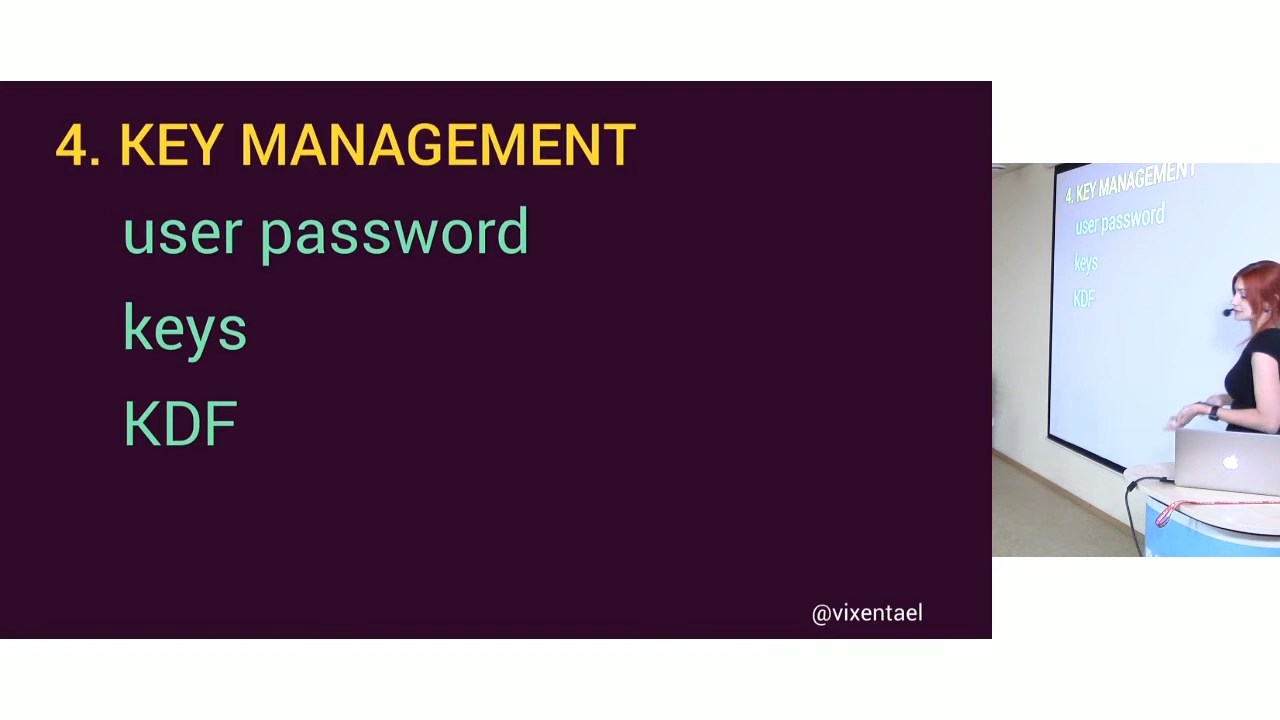 4. KEY MANAGEMENT
user password
keys
KDF
@vixentael
4. KEY MANAGEMENT
user password
keys
KDF